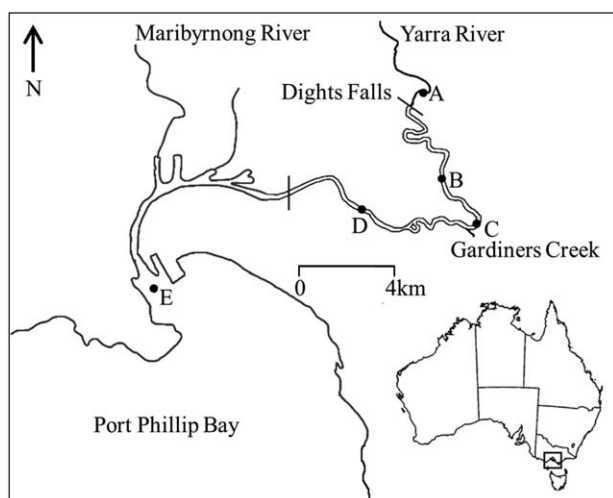 Maribyrnong River
Yarra River
N
Dights Falls
A
B
C
D
Gardiners Creek
E
0
4km
Port Phillip Bay